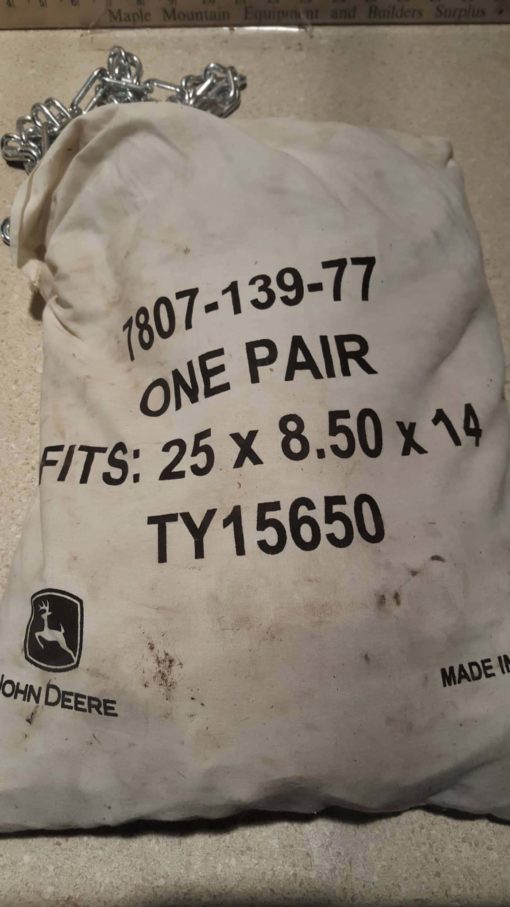 Maple Mountain Equipment and Builders Surplus
7807-139-77
ONE PAIR
FITS: 25 x 8.50 x 14
TY15650
JOHN DEERE
MADE IN